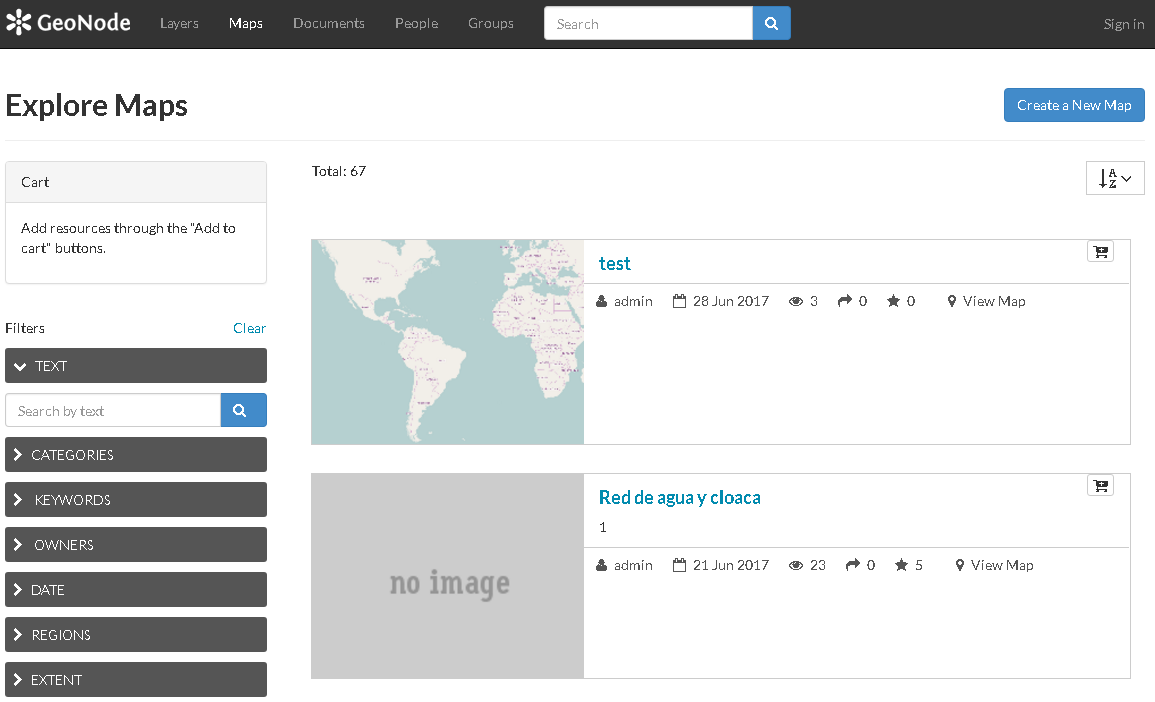 GeoNode Layers Maps Documents People Groups Search Sign in
Explore Maps
Create a New Map
Cart
Add resources through the "Add to
cart" buttons.
Filters Clear
TEXT
Search by text
CATEGORIES
KEYWORDS
OWNERS
DATE
REGIONS
EXTENT
Total: 67
A
Z
test
admin 28 Jun 2017 3 0 0 View Map
no image
Red de agua y cloaca
1
admin 21 Jun 2017 23 0 5 View Map